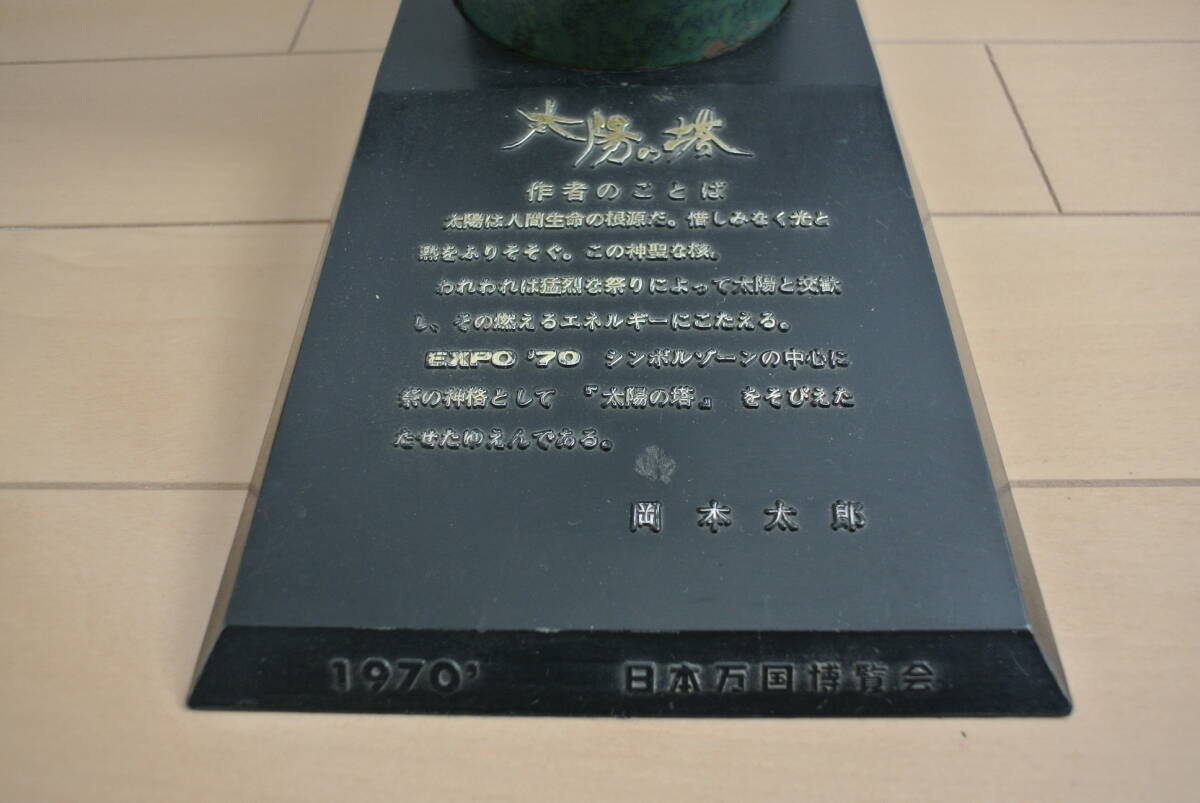 太陽の塔
作者のことば
太陽は人間生命の根源だ。惜しみなく光と
熱をふりそそぐ。この神聖な核。
われわれは猛烈な祭りによって太陽と交歓
し、その燃えるエネルギーにこたえる。
EXPO '70 シンボルゾーンの中心に
祭の神格として 『太陽の塔』 をそびえた
たせたゆえんである。
岡本太郎
1970' 日本万国博覧会